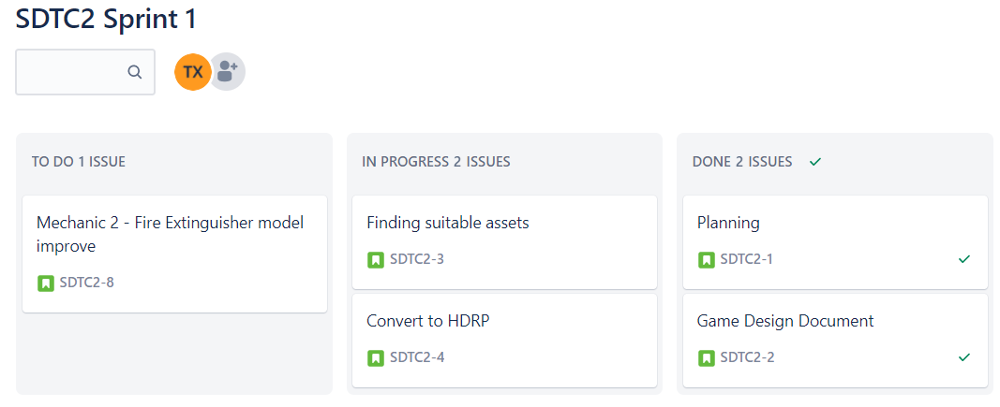 SDTC2 Sprint 1
TX
TO DO 1 ISSUE
Mechanic 2 - Fire Extinguisher model
improve
SDTC2-8
IN PROGRESS 2 ISSUES
Finding suitable assets
SDTC2-3
Convert to HDRP
SDTC2-4
DONE 2 ISSUES
Planning
SDTC2-1
Game Design Document
SDTC2-2